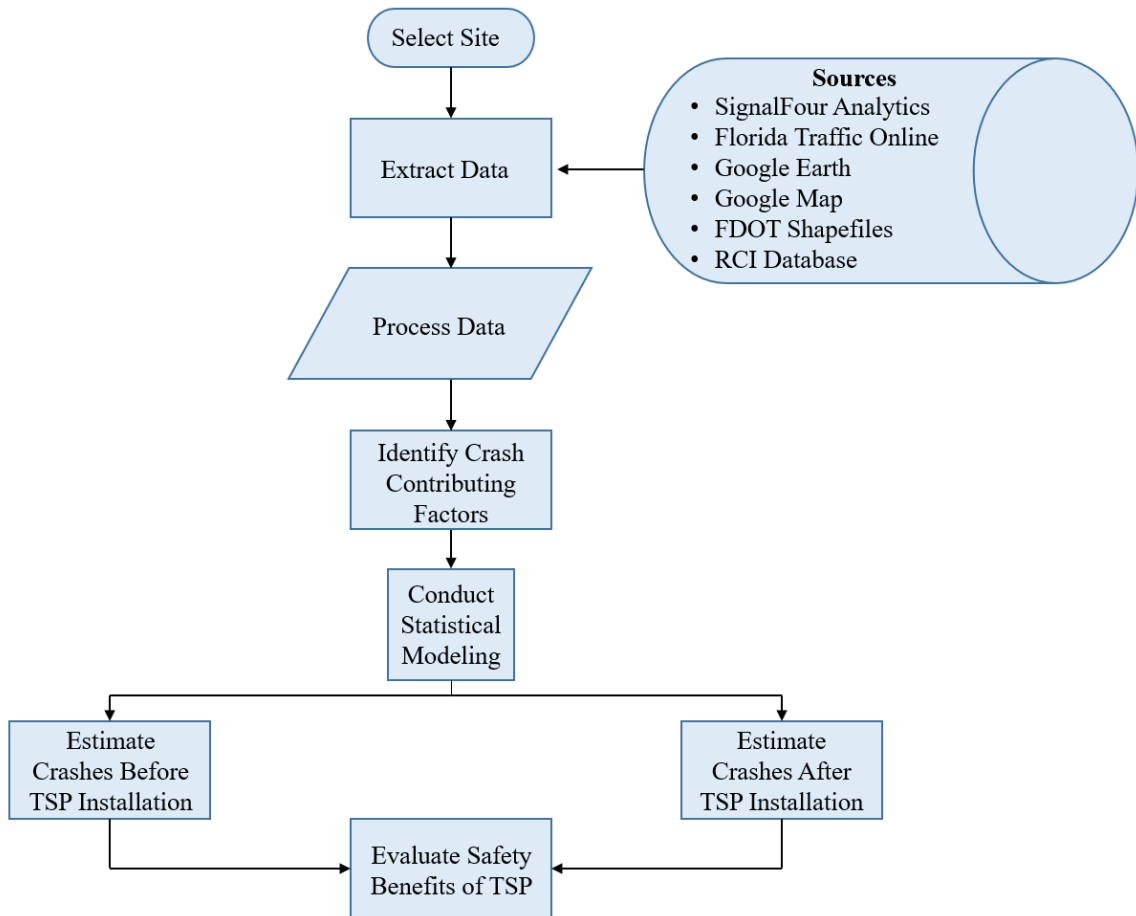 Select Site
Sources
• SignalFour Analytics
• Florida Traffic Online
• Google Earth
• Google Map
• FDOT Shapefiles
• RCI Database
Extract Data
Process Data
Identify Crash
Contributing
Factors
Conduct
Statistical
Modeling
Estimate
Crashes Before
TSP Installation
Estimate
Crashes After
TSP Installation
Evaluate Safety
Benefits of TSP